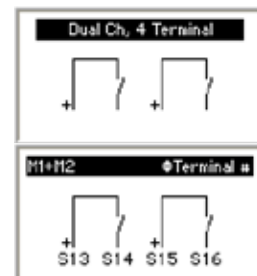 Dual Ch, 4 Terminal
+ +
M1+M2 ♦Terminal #
+ +
S13 S14 S15 S16